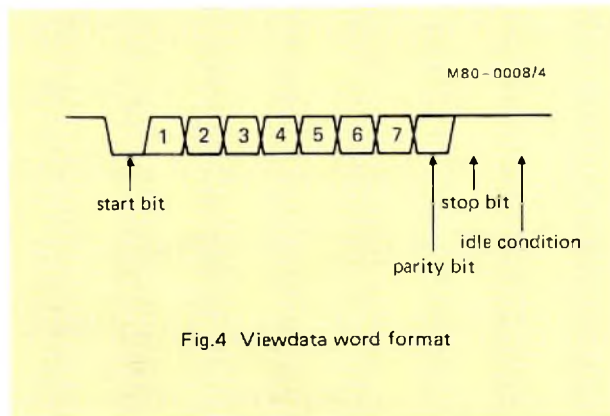 M80-0008/4
1 2 3 4 5 6 7
start bit
stop bit
idle condition
parity bit
Fig.4 Viewdata word format